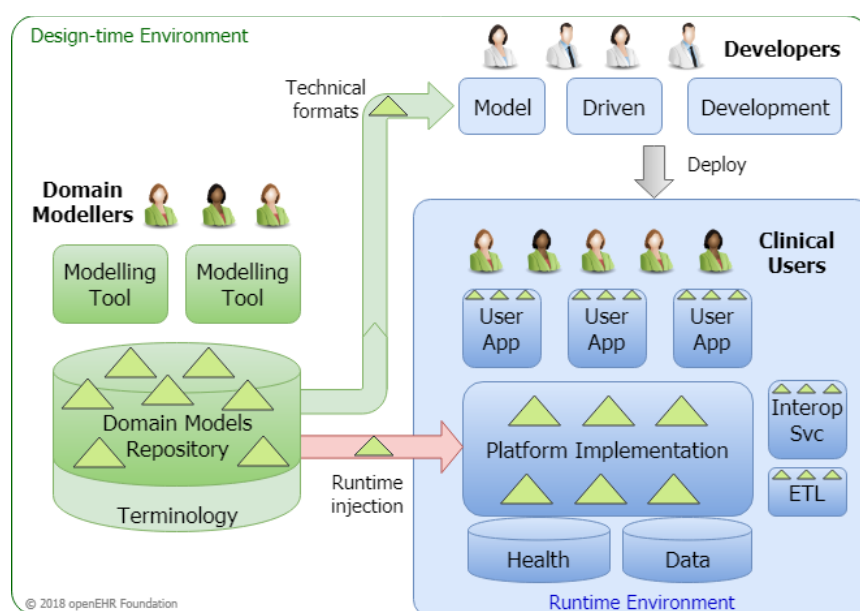 Design-time Environment
Developers
Technical
formats
Model
Driven
Development
Deploy
Domain
Modellers
Clinical
Users
Modelling
Tool
Modelling
Tool
User
App
User
App
User
App
Domain Models
Repository
Platform Implementation
Interop
Svc
Runtime
injection
ETL
Terminology
Health
Data
© 2018 openEHR Foundation
Runtime Environment